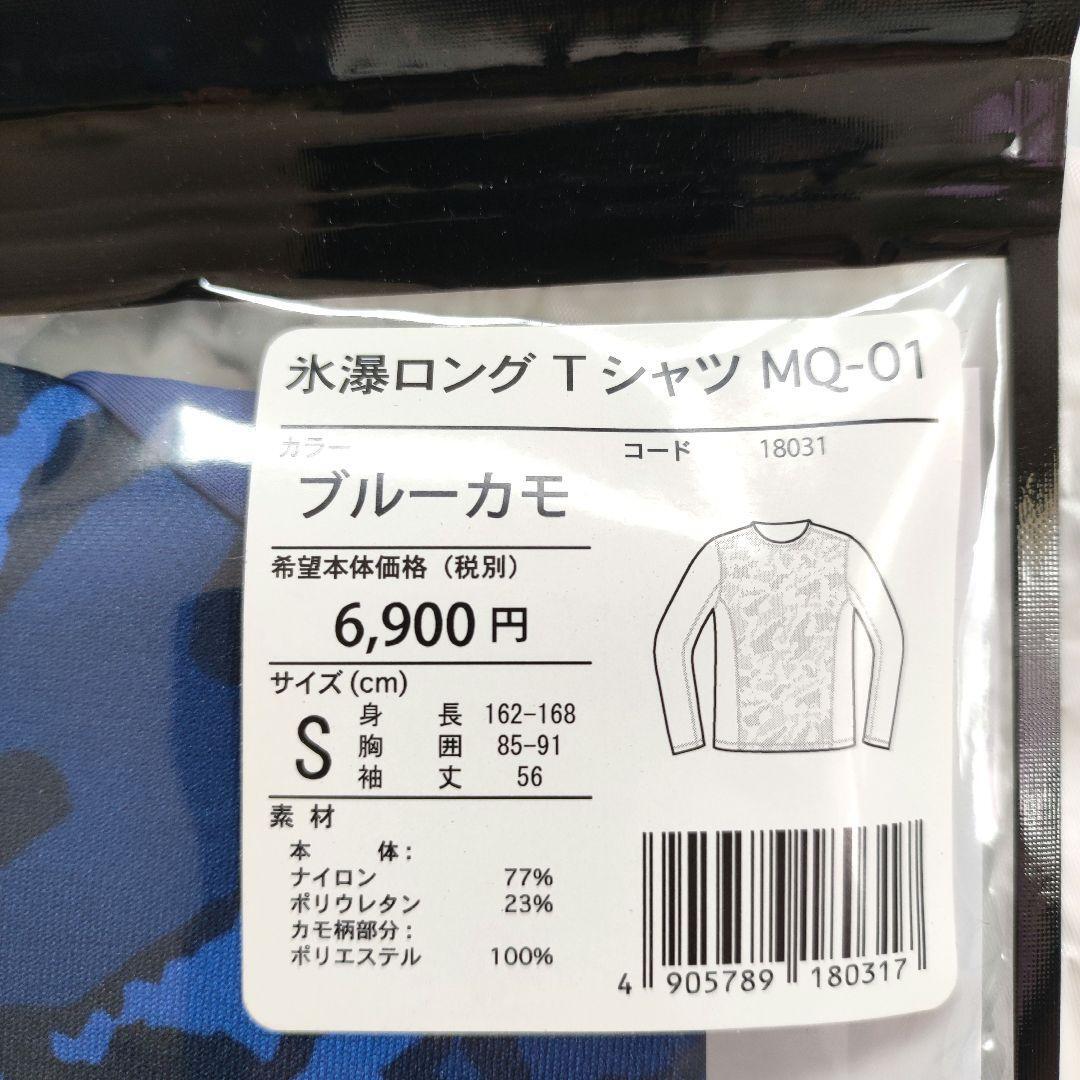 氷瀑ロング T シャツ MQ-01
カラー コード 18031
ブルーカモ
希望本体価格（税別）
6,900 円
サイズ (cm)
S
身 長 162-168
胸 囲 85-91
袖 丈 56
素 材
本 体：
ナイロン 77%
ポリウレタン 23%
カモ柄部分：
ポリエステル 100%
4 905789 180317